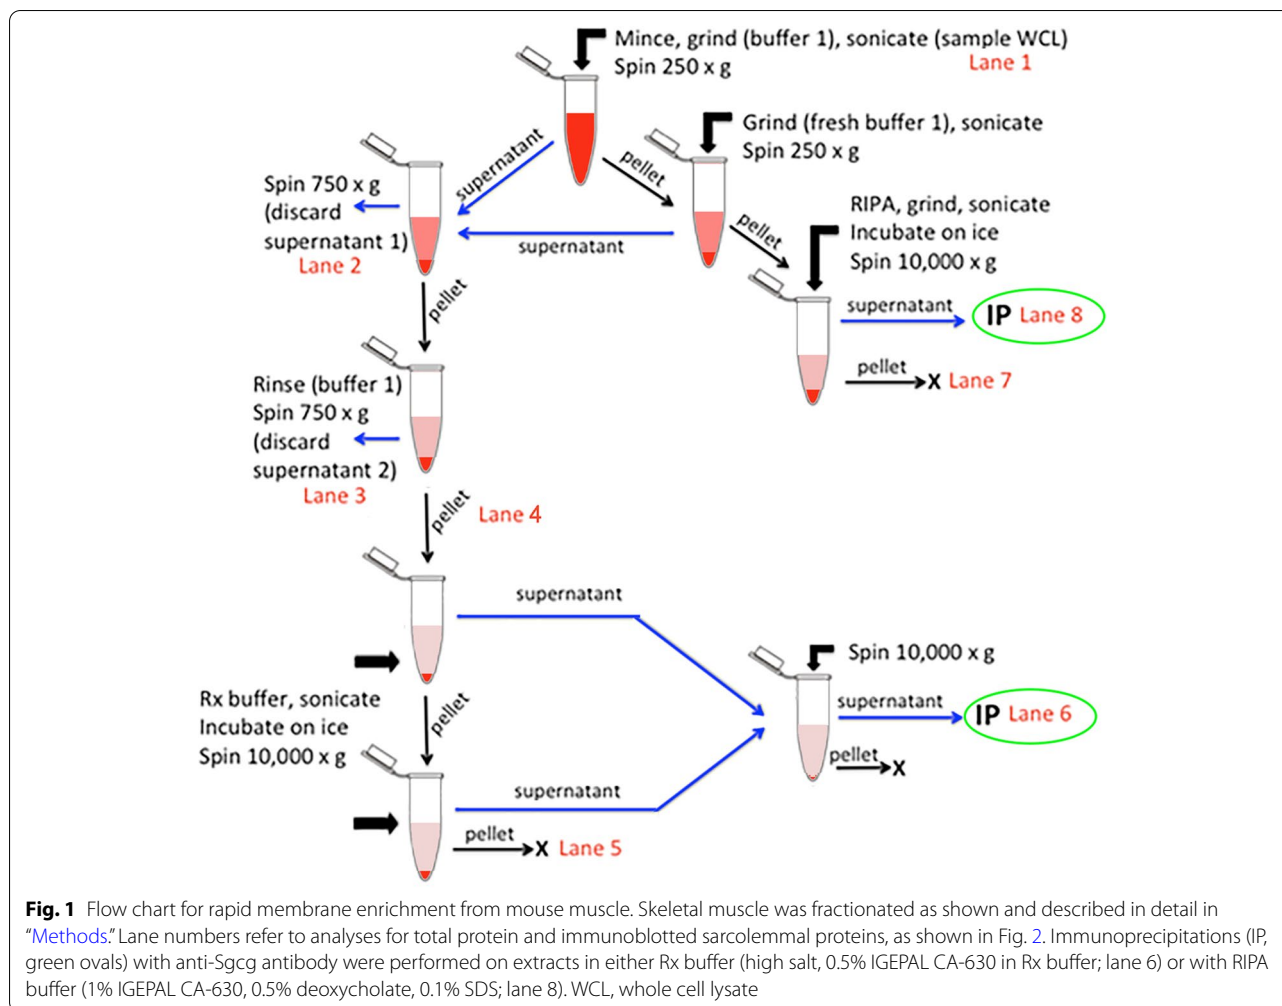 Mince, grind (buffer 1), sonicate (sample WCL)
Spin 250 x g
Lane 1
Grind (fresh buffer 1), sonicate
Spin 250 x g
supernatant
pellet
Spin 750 x g
(discard
supernatant 1)
Lane 2
supernatant
pellet
RIPA, grind, sonicate
Incubate on ice
Spin 10,000 x g
supernatant
IP Lane 8
pellet
X Lane 7
pellet
Rinse (buffer 1)
Spin 750 x g
(discard
supernatant 2)
Lane 3
pellet
Lane 4
supernatant
Spin 10,000 x g
supernatant
IP Lane 6
pellet
X
Rx buffer, sonicate
Incubate on ice
Spin 10,000 x g
pellet
supernatant
pellet
X Lane 5
Fig. 1 Flow chart for rapid membrane enrichment from mouse muscle. Skeletal muscle was fractionated as shown and described in detail in
“Methods.” Lane numbers refer to analyses for total protein and immunoblotted sarcolemmal proteins, as shown in Fig. 2. Immunoprecipitations (IP,
green ovals) with anti-Sgcg antibody were performed on extracts in either Rx buffer (high salt, 0.5% IGEPAL CA-630 in Rx buffer; lane 6) or with RIPA
buffer (1% IGEPAL CA-630, 0.5% deoxycholate, 0.1% SDS; lane 8). WCL, whole cell lysate